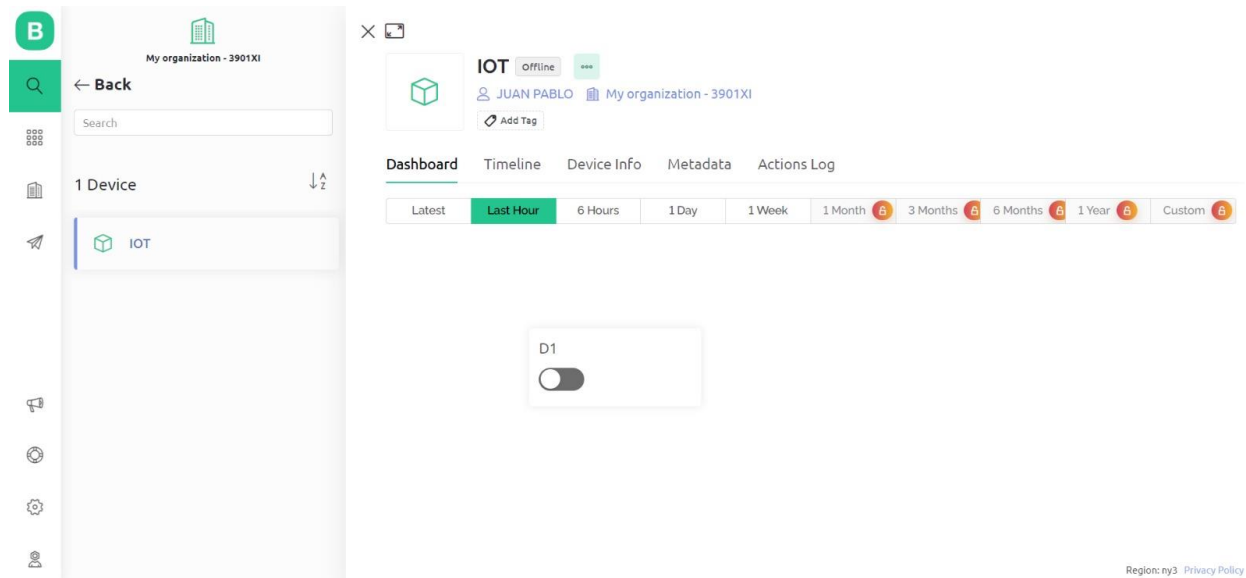 B
My organization - 3901XI
← Back
Search
1 Device
A
Z
IOT
IOT Offline
JUAN PABLO My organization - 3901XI
Add Tag
Dashboard Timeline Device Info Metadata Actions Log
Latest Last Hour 6 Hours 1 Day 1 Week 1 Month 3 Months 6 Months 1 Year Custom
D1
Region: ny3 Privacy Policy